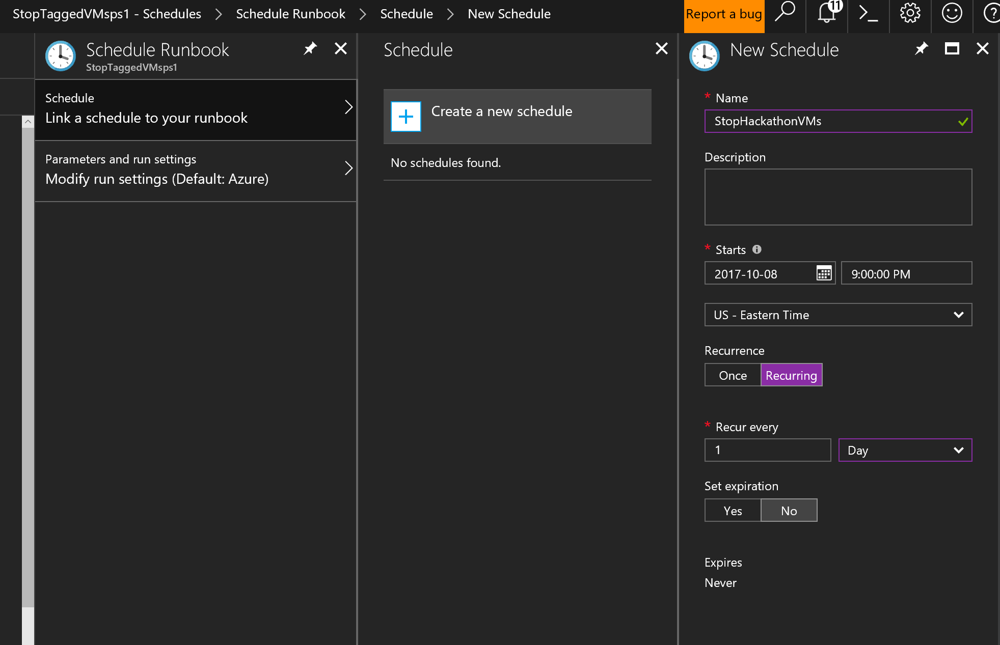 StopTaggedVMsps1 - Schedules > Schedule Runbook > Schedule > New Schedule
Report a bug
11
Schedule Runbook
StopTaggedVMsps1
Schedule
Link a schedule to your runbook
Parameters and run settings
Modify run settings (Default: Azure)
Schedule
Create a new schedule
No schedules found.
New Schedule
* Name
StopHackathonVMs
Description
* Starts
2017-10-08
9:00:00 PM
US - Eastern Time
Recurrence
Once Recurring
* Recur every
1
Day
Set expiration
Yes No
Expires
Never